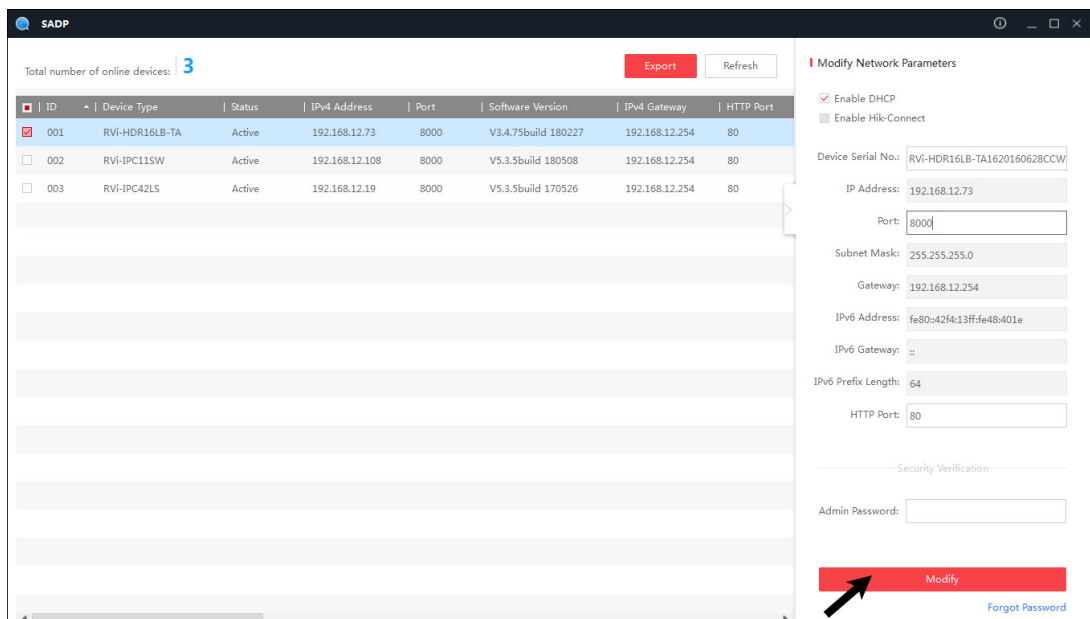 SADP
Total number of online devices: 3
Export
Refresh
ID | Device Type | Status | IPv4 Address | Port | Software Version | IPv4 Gateway | HTTP Port
001 RVi-HDR16LB-TA Active 192.168.12.73 8000 V3.4.75build 180227 192.168.12.254 80
002 RVi-IPC11SW Active 192.168.12.108 8000 V5.3.5build 180508 192.168.12.254 80
003 RVi-IPC42LS Active 192.168.12.19 8000 V5.3.5build 170526 192.168.12.254 80
Modify Network Parameters
Enable DHCP
Enable Hik-Connect
Device Serial No.: RVi-HDR16LB-TA1620160628CCW
IP Address: 192.168.12.73
Port: 8000
Subnet Mask: 255.255.255.0
Gateway: 192.168.12.254
IPv6 Address: fe80::42f4:13ff:fe48:401e
IPv6 Gateway: ::
IPv6 Prefix Length: 64
HTTP Port: 80
Security Verification
Admin Password:
Modify
Forgot Password